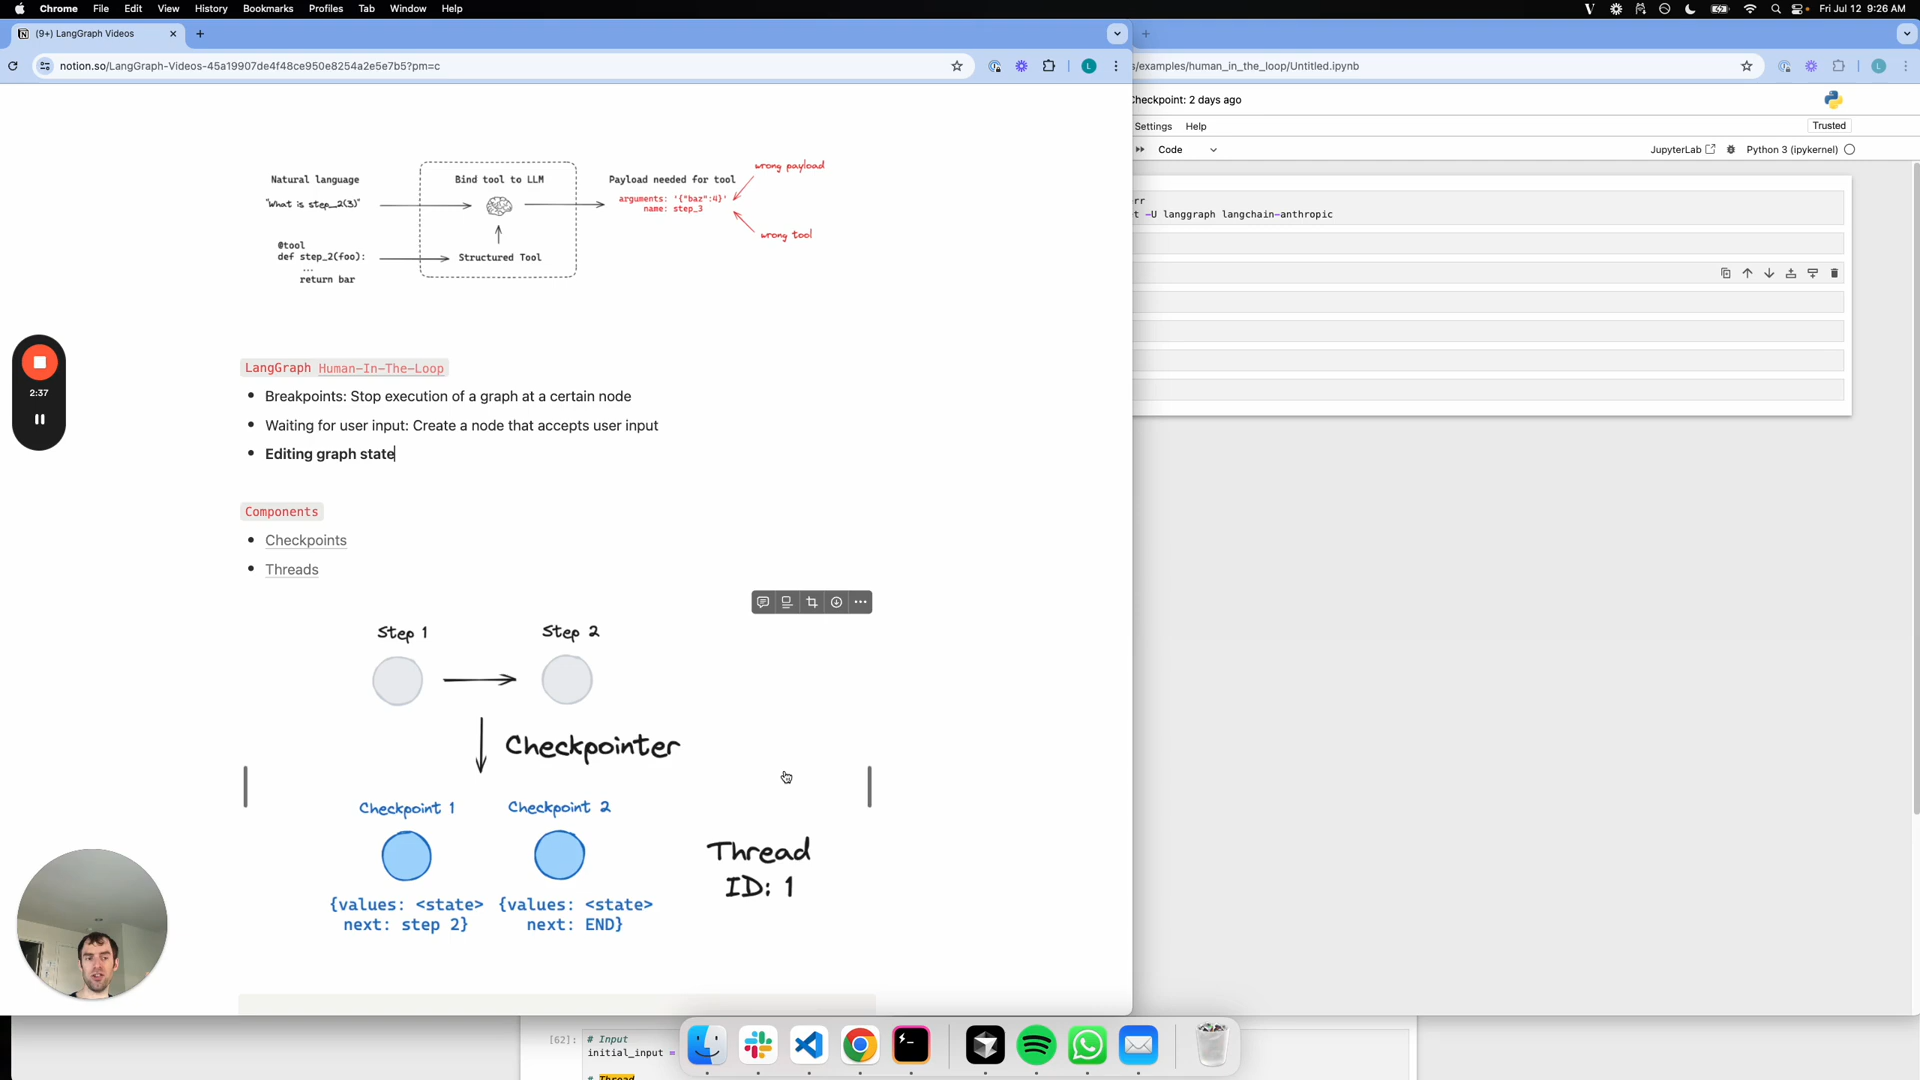 Chrome File Edit View History Bookmarks Profiles Tab Window Help
Fri Jul 12 9:26 AM
(9+) LangGraph Videos
notion.so/LangGraph-Videos-45a19907de4f48ce950e8254a2e5e7b5?pm=c
s/examples/human_in_the_loop/Untitled.ipynb
Checkpoint: 2 days ago
Settings Help
Trusted
Code
JupyterLab
Python 3 (ipykernel)
err
et -U langgraph langchain-anthropic
Natural language
"What is step_2(3)"
@tool
def step_2(foo):
...
return bar
Bind tool to LLM
Structured Tool
Payload needed for tool
arguments: '{"baz":4}'
name: step_3
wrong payload
wrong tool
2:37
LangGraph Human-In-The-Loop
• Breakpoints: Stop execution of a graph at a certain node
• Waiting for user input: Create a node that accepts user input
• Editing graph state
Components
• Checkpoints
• Threads
Step 1
Step 2
Checkpointer
Checkpoint 1
Checkpoint 2
{values: <state>
next: step 2}
{values: <state>
next: END}
Thread
ID: 1
[62]:
# Input
initial_input =
# Thread